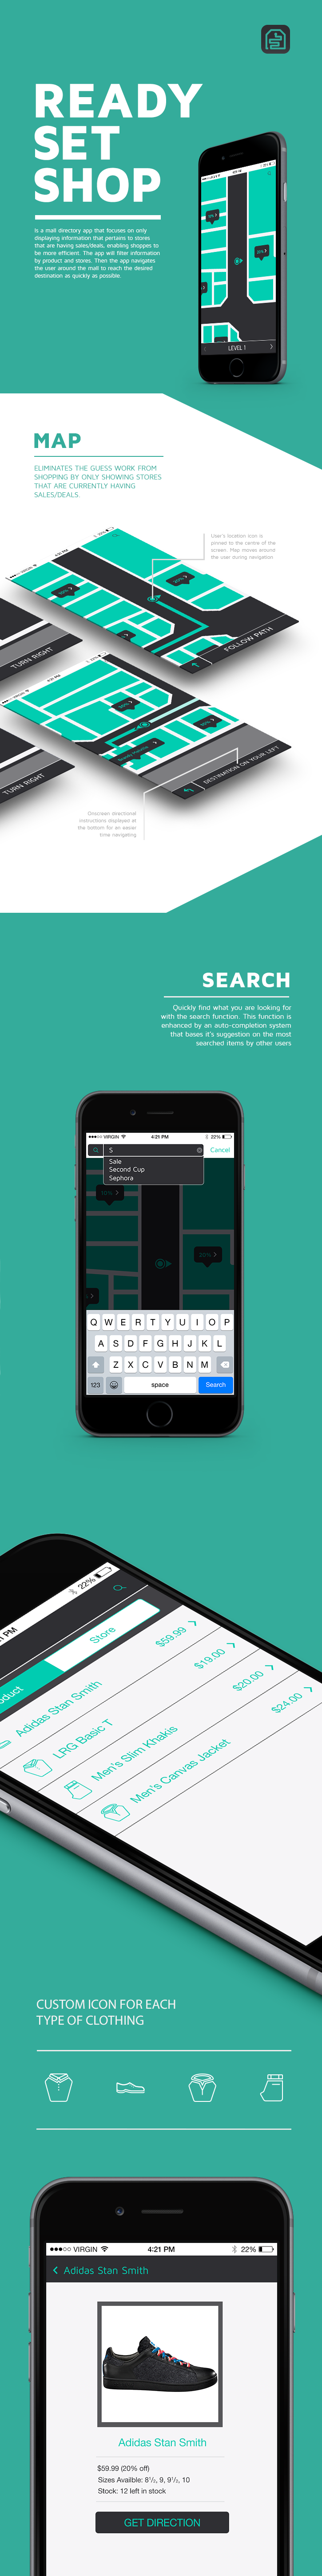 READY
SET
SHOP
Is a mall directory app that focuses on only
displaying information that pertains to stores
that are having sales/deals, enabling shoppes to
be more efficient. The app will filter information
by product and stores. Then the app navigates
the user around the mall to reach the desired
destination as quickly as possible.
LEVEL 1
MAP
ELIMINATES THE GUESS WORK FROM
SHOPPING BY ONLY SHOWING STORES
THAT ARE CURRENTLY HAVING
SALES/DEALS.
User's location icon is
pinned to the centre of the
screen. Map moves around
the user during navigation
FOLLOW PATH
TURN RIGHT
DESTINATION ON YOUR LEFT
TURN RIGHT
Onscreen directional
instructions displayed at
the bottom for an easier
time navigating
SEARCH
Quickly find what you are looking for
with the search function. This function is
enhanced by an auto-completion system
that bases it's suggestion on the most
searched items by other users
VIRGIN 4:21 PM 22%
S Cancel
Sale
Second Cup
Sephora
20%
Q W E R T Y U I O P
A S D F G H J K L
Z X C V B N M
123 space Search
PM 22%
duct Store
Adidas Stan Smith $59.99
LRG Basic T $19.00
Men's Slim Khakis $20.00
Men's Canvas Jacket $24.00
CUSTOM ICON FOR EACH
TYPE OF CLOTHING
VIRGIN 4:21 PM 22%
Adidas Stan Smith
Adidas Stan Smith
$59.99 (20% off)
Sizes Availble: 8½, 9, 9½, 10
Stock: 12 left in stock
GET DIRECTION